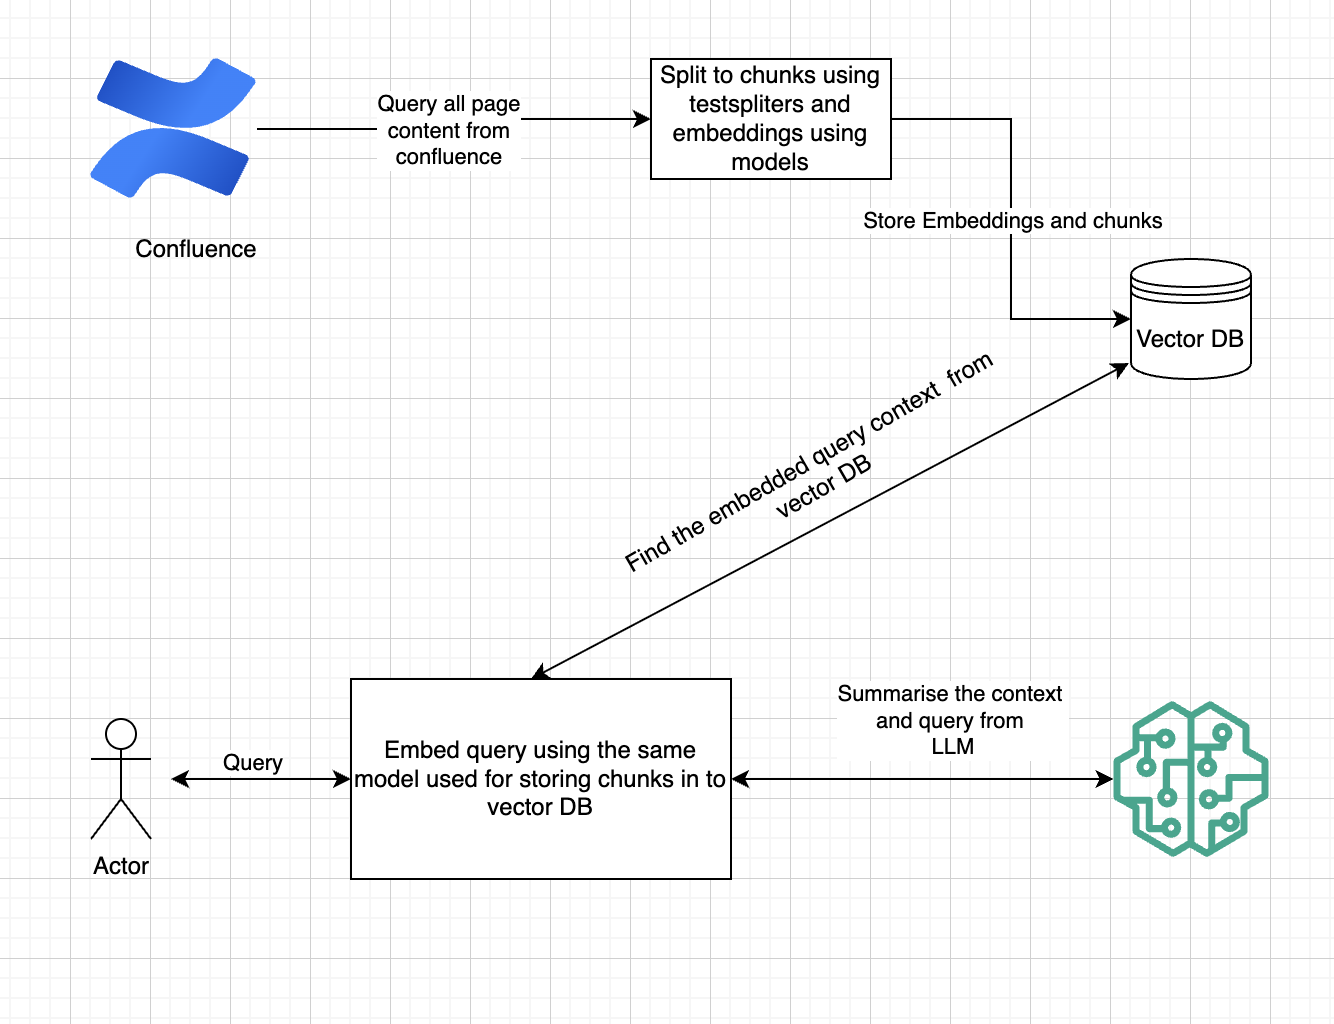 Query all page
content from
confluence
Split to chunks using
testspliters and
embeddings using
models
Confluence
Store Embeddings and chunks
Vector DB
Find the embedded query context from
vector DB
Query
Embed query using the same
model used for storing chunks in to
vector DB
Summarise the context
and query from
LLM
Actor